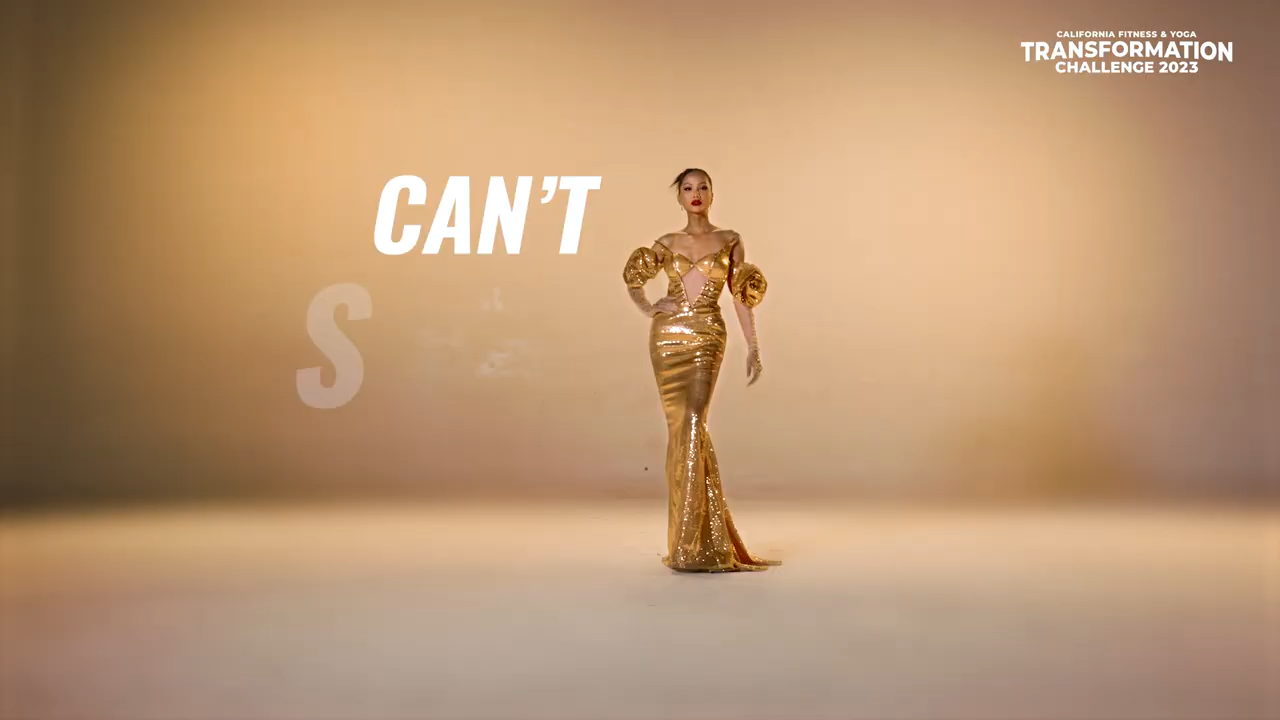 CALIFORNIA FITNESS & YOGA
TRANSFORMATION
CHALLENGE 2023
CAN'T
S